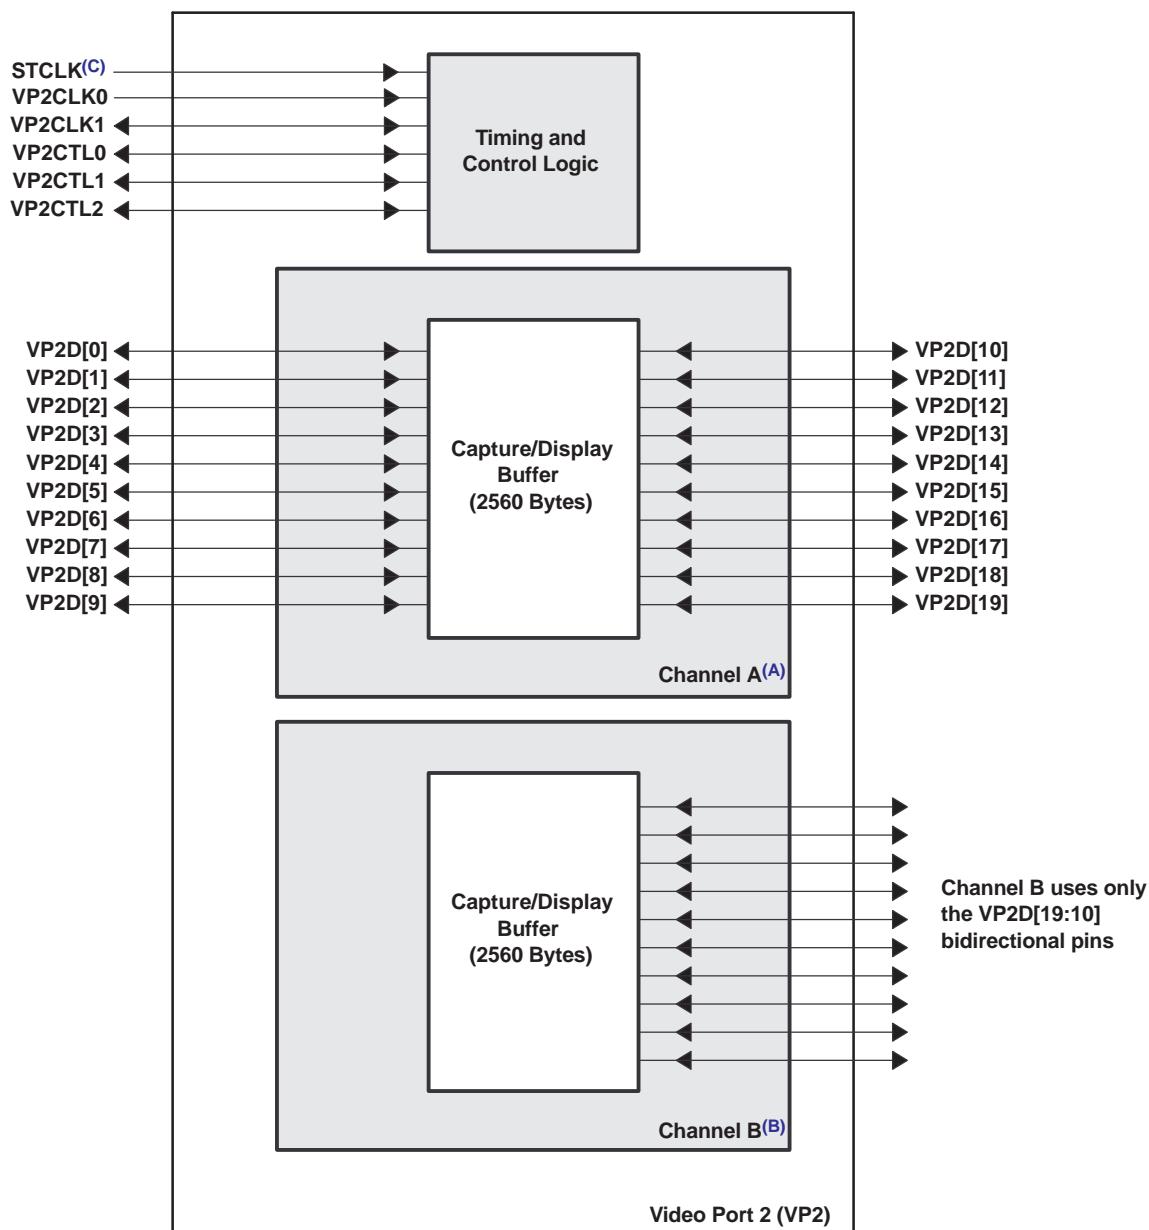 STCLK(C)
VP2CLK0
VP2CLK1
VP2CTL0
VP2CTL1
VP2CTL2
Timing and
Control Logic
VP2D[0]
VP2D[1]
VP2D[2]
VP2D[3]
VP2D[4]
VP2D[5]
VP2D[6]
VP2D[7]
VP2D[8]
VP2D[9]
Capture/Display
Buffer
(2560 Bytes)
VP2D[10]
VP2D[11]
VP2D[12]
VP2D[13]
VP2D[14]
VP2D[15]
VP2D[16]
VP2D[17]
VP2D[18]
VP2D[19]
Channel A(A)
Capture/Display
Buffer
(2560 Bytes)
Channel B uses only
the VP2D[19:10]
bidirectional pins
Channel B(B)
Video Port 2 (VP2)